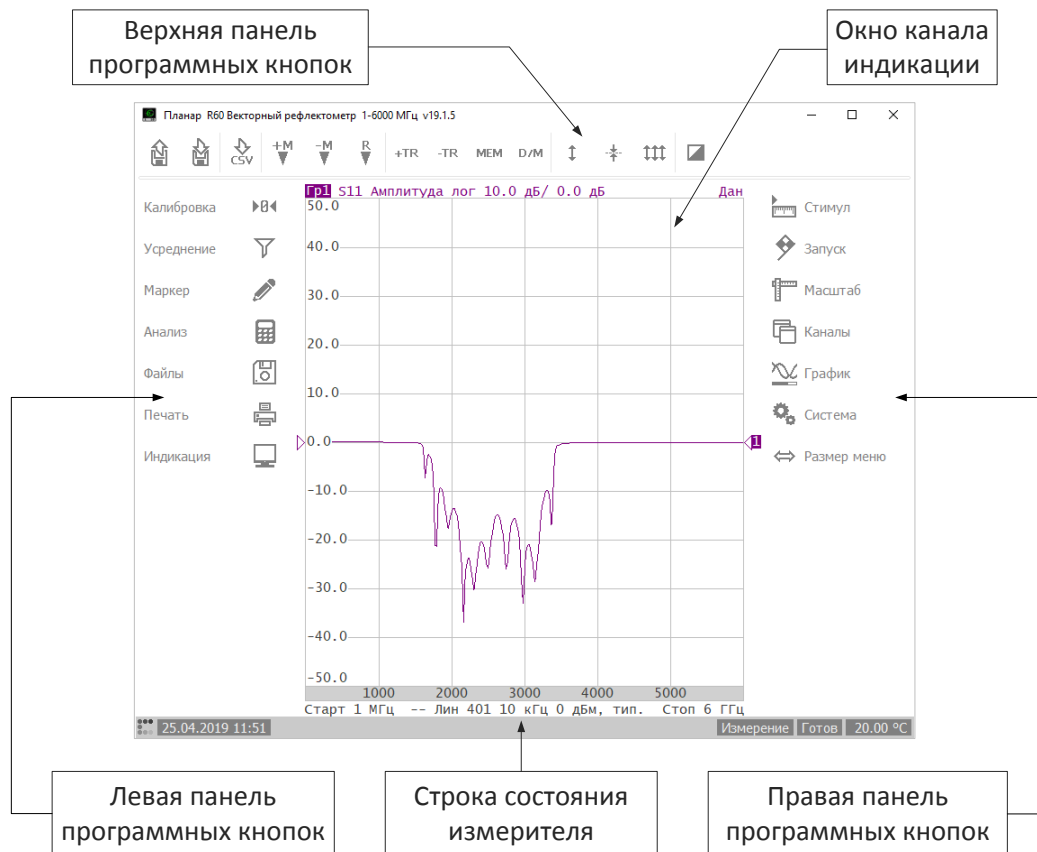 Верхняя панель
программных кнопок
Окно канала
индикации
Планар R60 Векторный рефлектометр 1-6000 МГц v19.1.5
CSV +M -M R +TR -TR MEM D/M
Гр1 S11 Амплитуда лог 10.0 дБ/ 0.0 дБ Дан
Калибровка
Усреднение
Маркер
Анализ
Файлы
Печать
Индикация
50.0
40.0
30.0
20.0
10.0
0.0
-10.0
-20.0
-30.0
-40.0
-50.0
1
Стимул
Запуск
Масштаб
Каналы
График
Система
Размер меню
1000 2000 3000 4000 5000
Старт 1 МГц -- Лин 401 10 кГц 0 дБм, тип. Стоп 6 ГГц
25.04.2019 11:51 Измерение Готов 20.00 °C
Левая панель
программных кнопок
Строка состояния
измерителя
Правая панель
программных кнопок